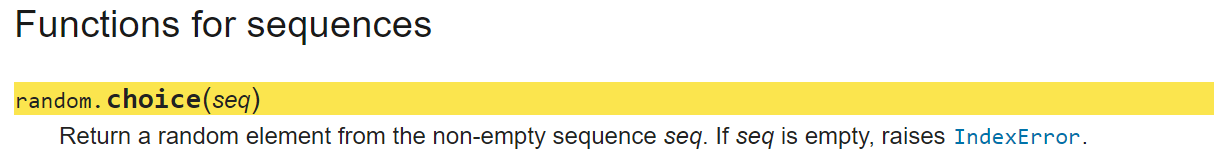 Functions for sequences
random.choice(seq)
Return a random element from the non-empty sequence seq. If seq is empty, raises IndexError.